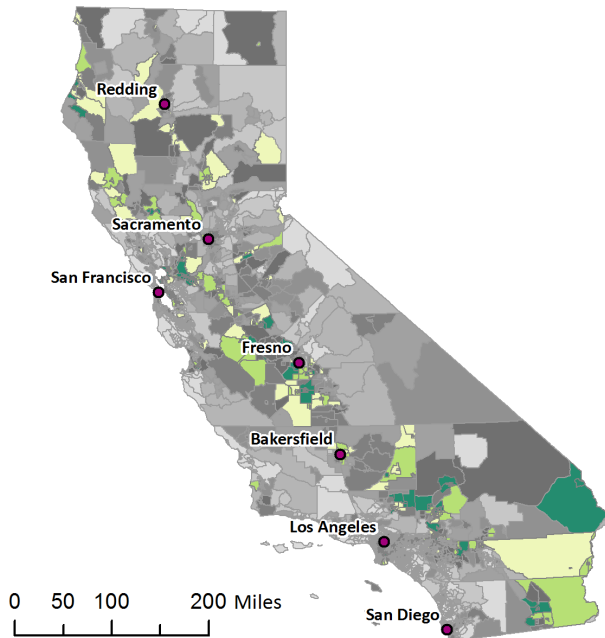 Redding
Sacramento
San Francisco
Fresno
Bakersfield
Los Angeles
San Diego
0 50 100 200 Miles